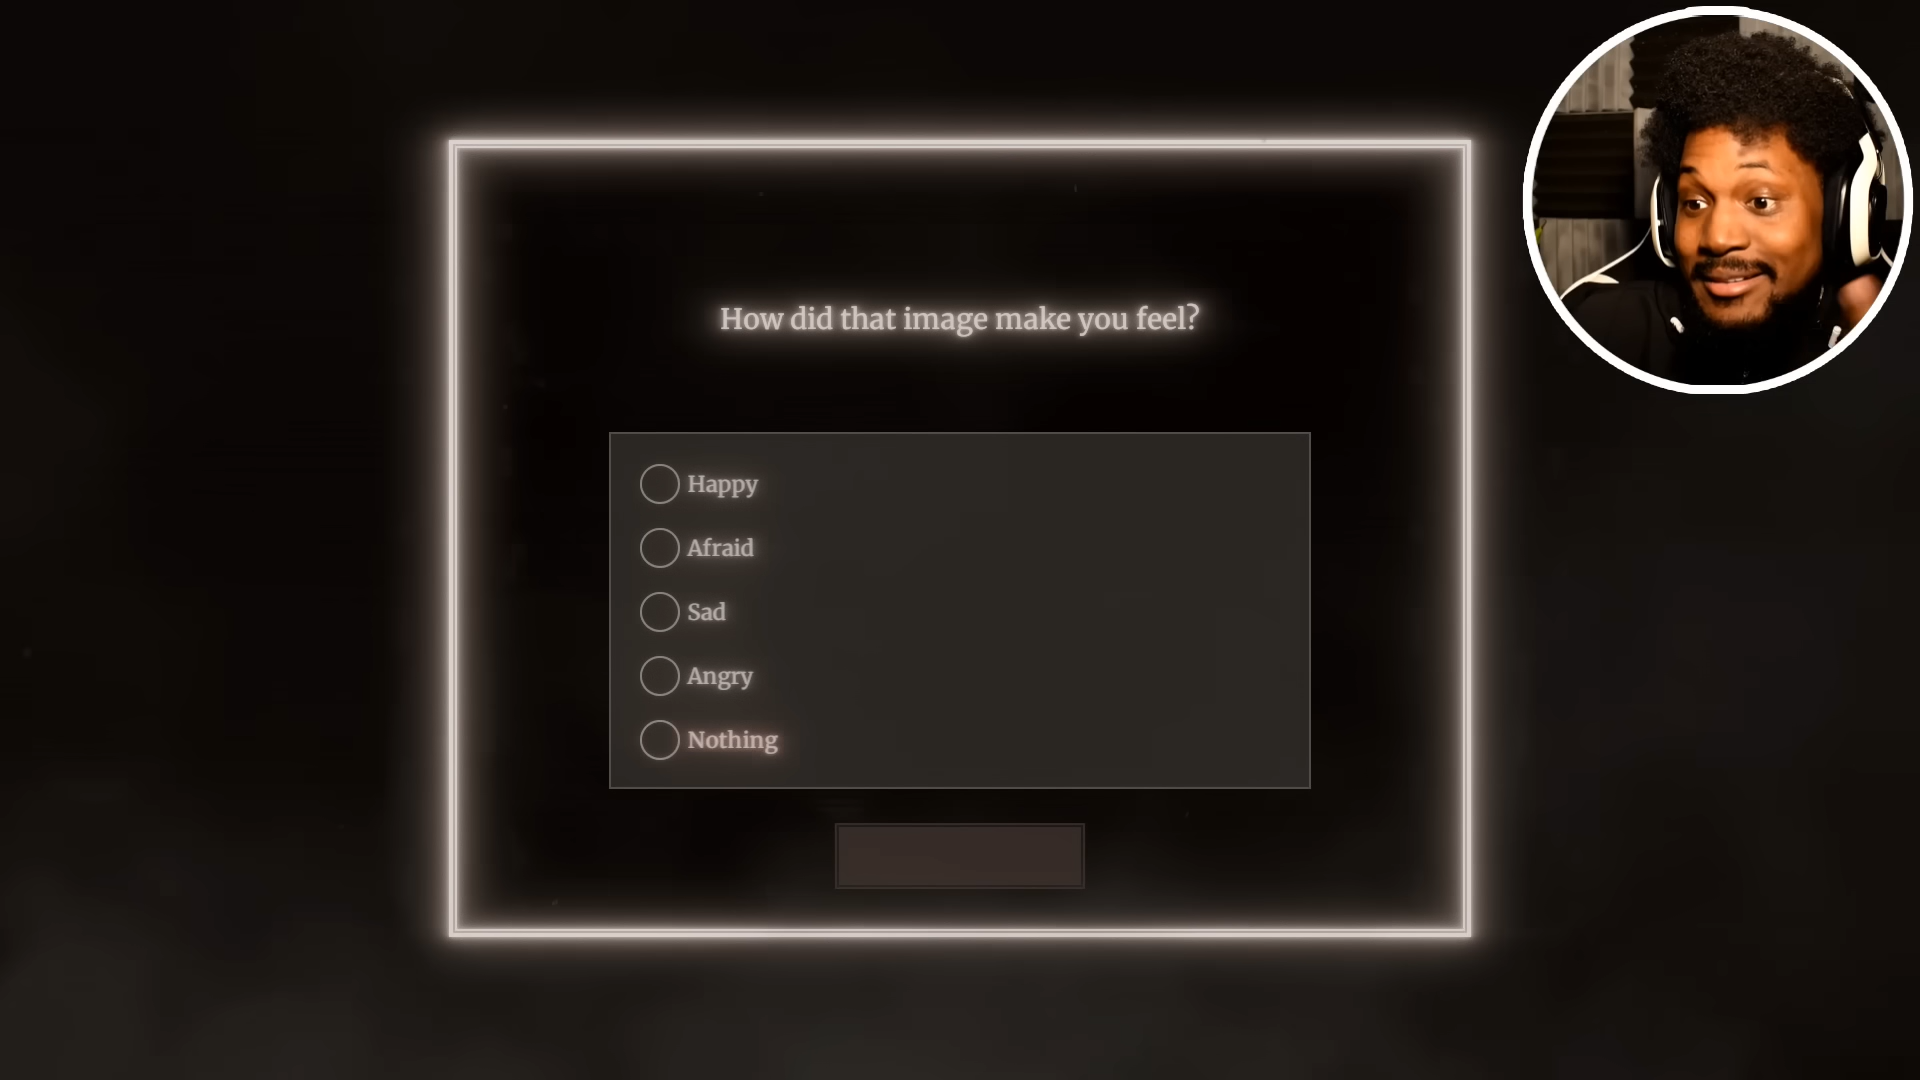 How did that image make you feel?
Happy
Afraid
Sad
Angry
Nothing